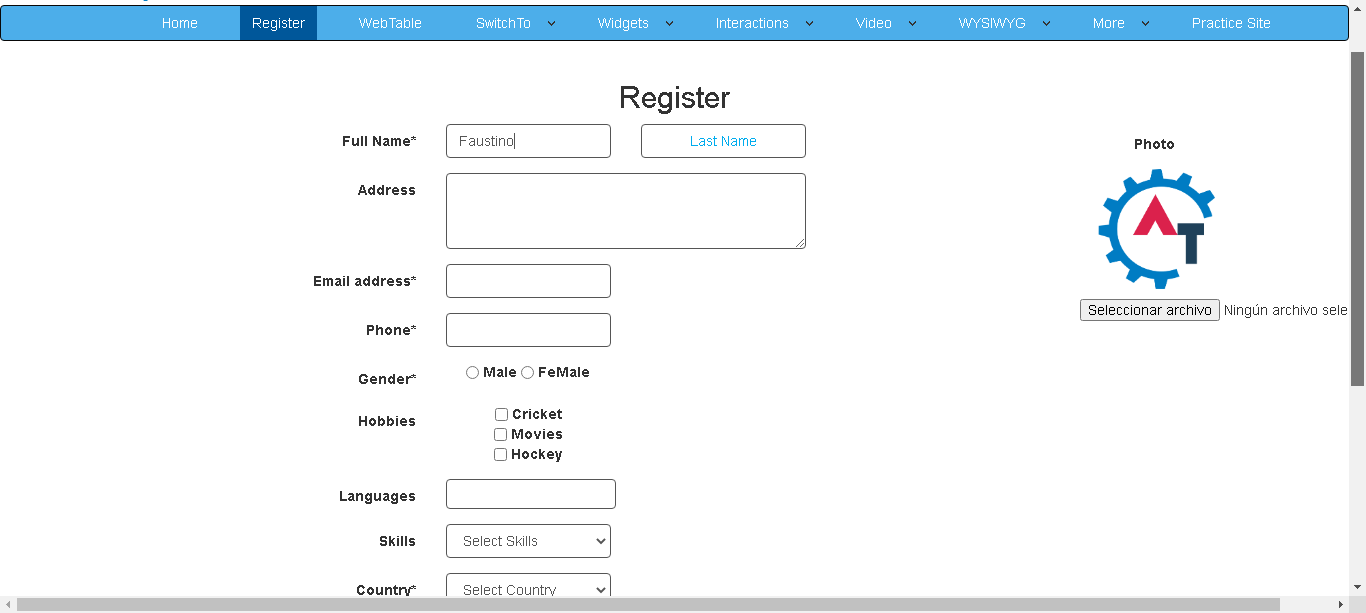 Home Register WebTable SwitchTo Widgets Interactions Video WYSIWYG More Practice Site
Register
Full Name* Faustino Last Name
Photo
Address
AT
Email address*
Seleccionar archivo Ningún archivo sele
Phone*
Gender* Male FeMale
Hobbies Cricket
Movies
Hockey
Languages
Skills Select Skills
Country* Select Country